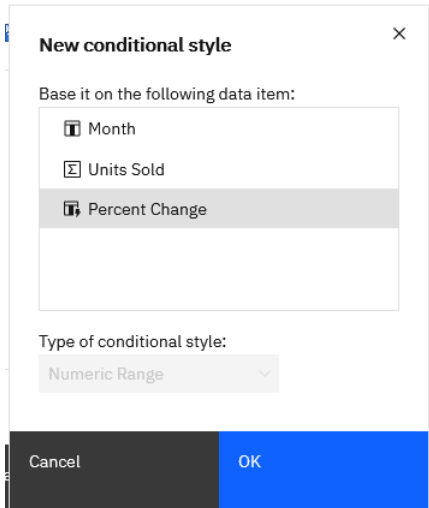 New conditional style
Base it on the following data item:
Month
Units Sold
Percent Change
Type of conditional style:
Numeric Range
Cancel
OK